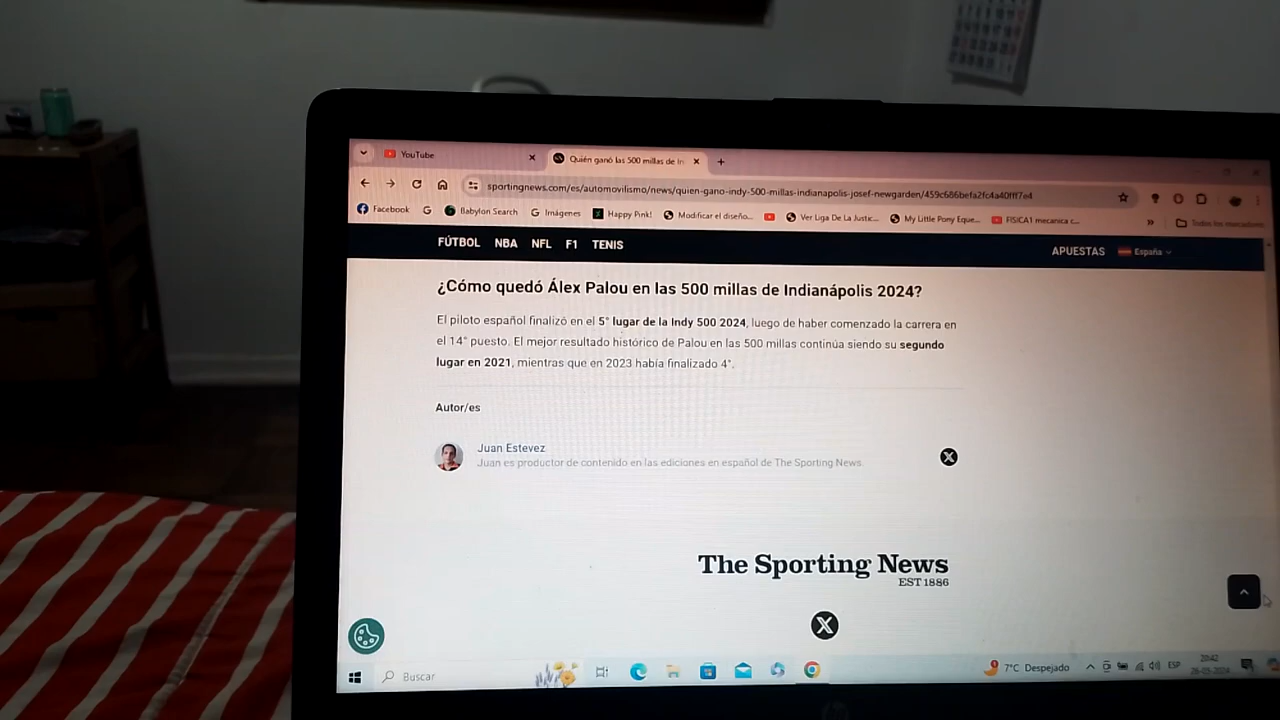 YouTube
Quién ganó las 500 millas de In
sportingnews.com/es/automovilismo/news/quien-gano-indy-500-millas-indianapolis-josef-newgarden/459c686befa2fc4a40fff7e4
Facebook Babylon Search Imágenes Happy Pink! Modificar el diseño... Ver Liga De La Justic... My Little Pony Eque... FISICA1 mecanica c... » Todos los marcadores
FÚTBOL NBA NFL F1 TENIS APUESTAS España
¿Cómo quedó Álex Palou en las 500 millas de Indianápolis 2024?
El piloto español finalizó en el 5° lugar de la Indy 500 2024, luego de haber comenzado la carrera en
el 14° puesto. El mejor resultado histórico de Palou en las 500 millas continúa siendo su segundo
lugar en 2021, mientras que en 2023 había finalizado 4°.
Autor/es
Juan Estevez
Juan es productor de contenido en las ediciones en español de The Sporting News.
The Sporting News
EST 1886
Buscar
7°C Despejado
ESP
20:42